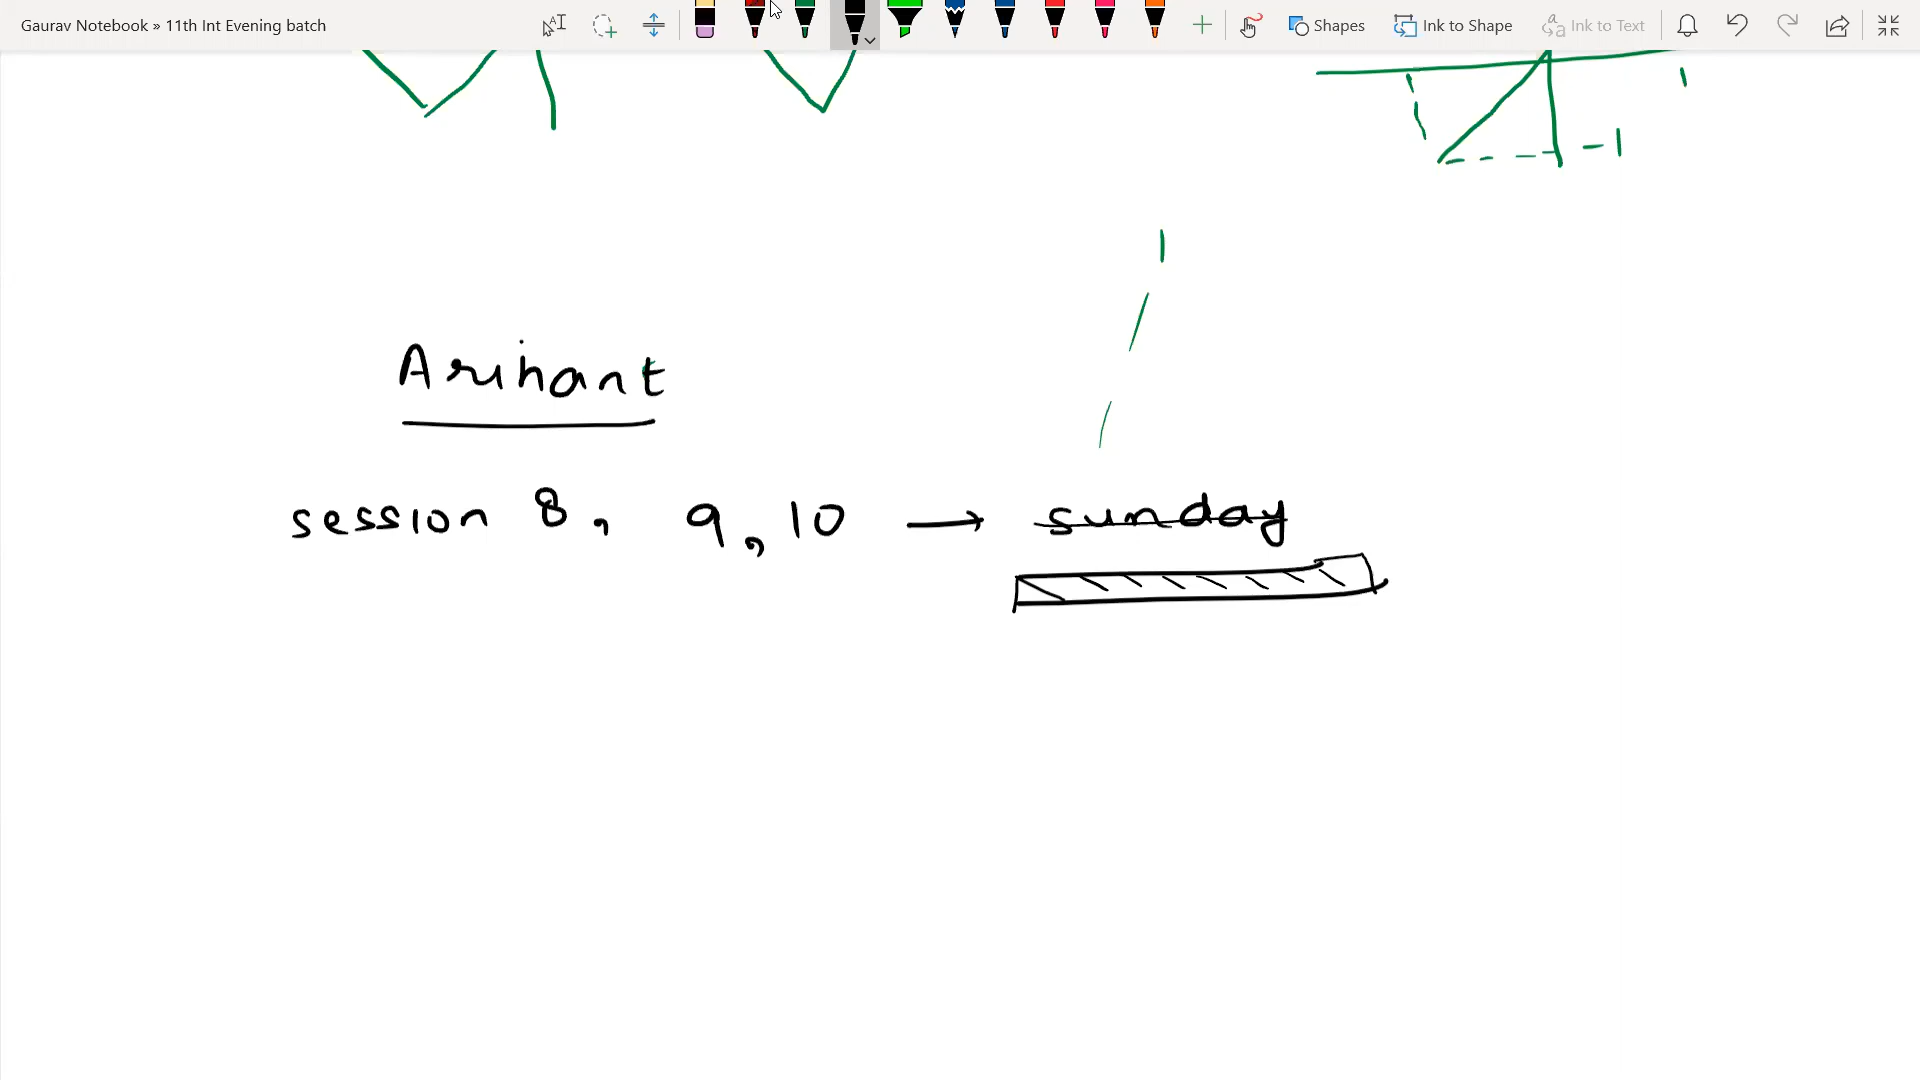 Gaurav Notebook » 11th Int Evening batch
Shapes
Ink to Shape
Ink to Text
-1
Arihant
session 8, 9, 10 → sunday